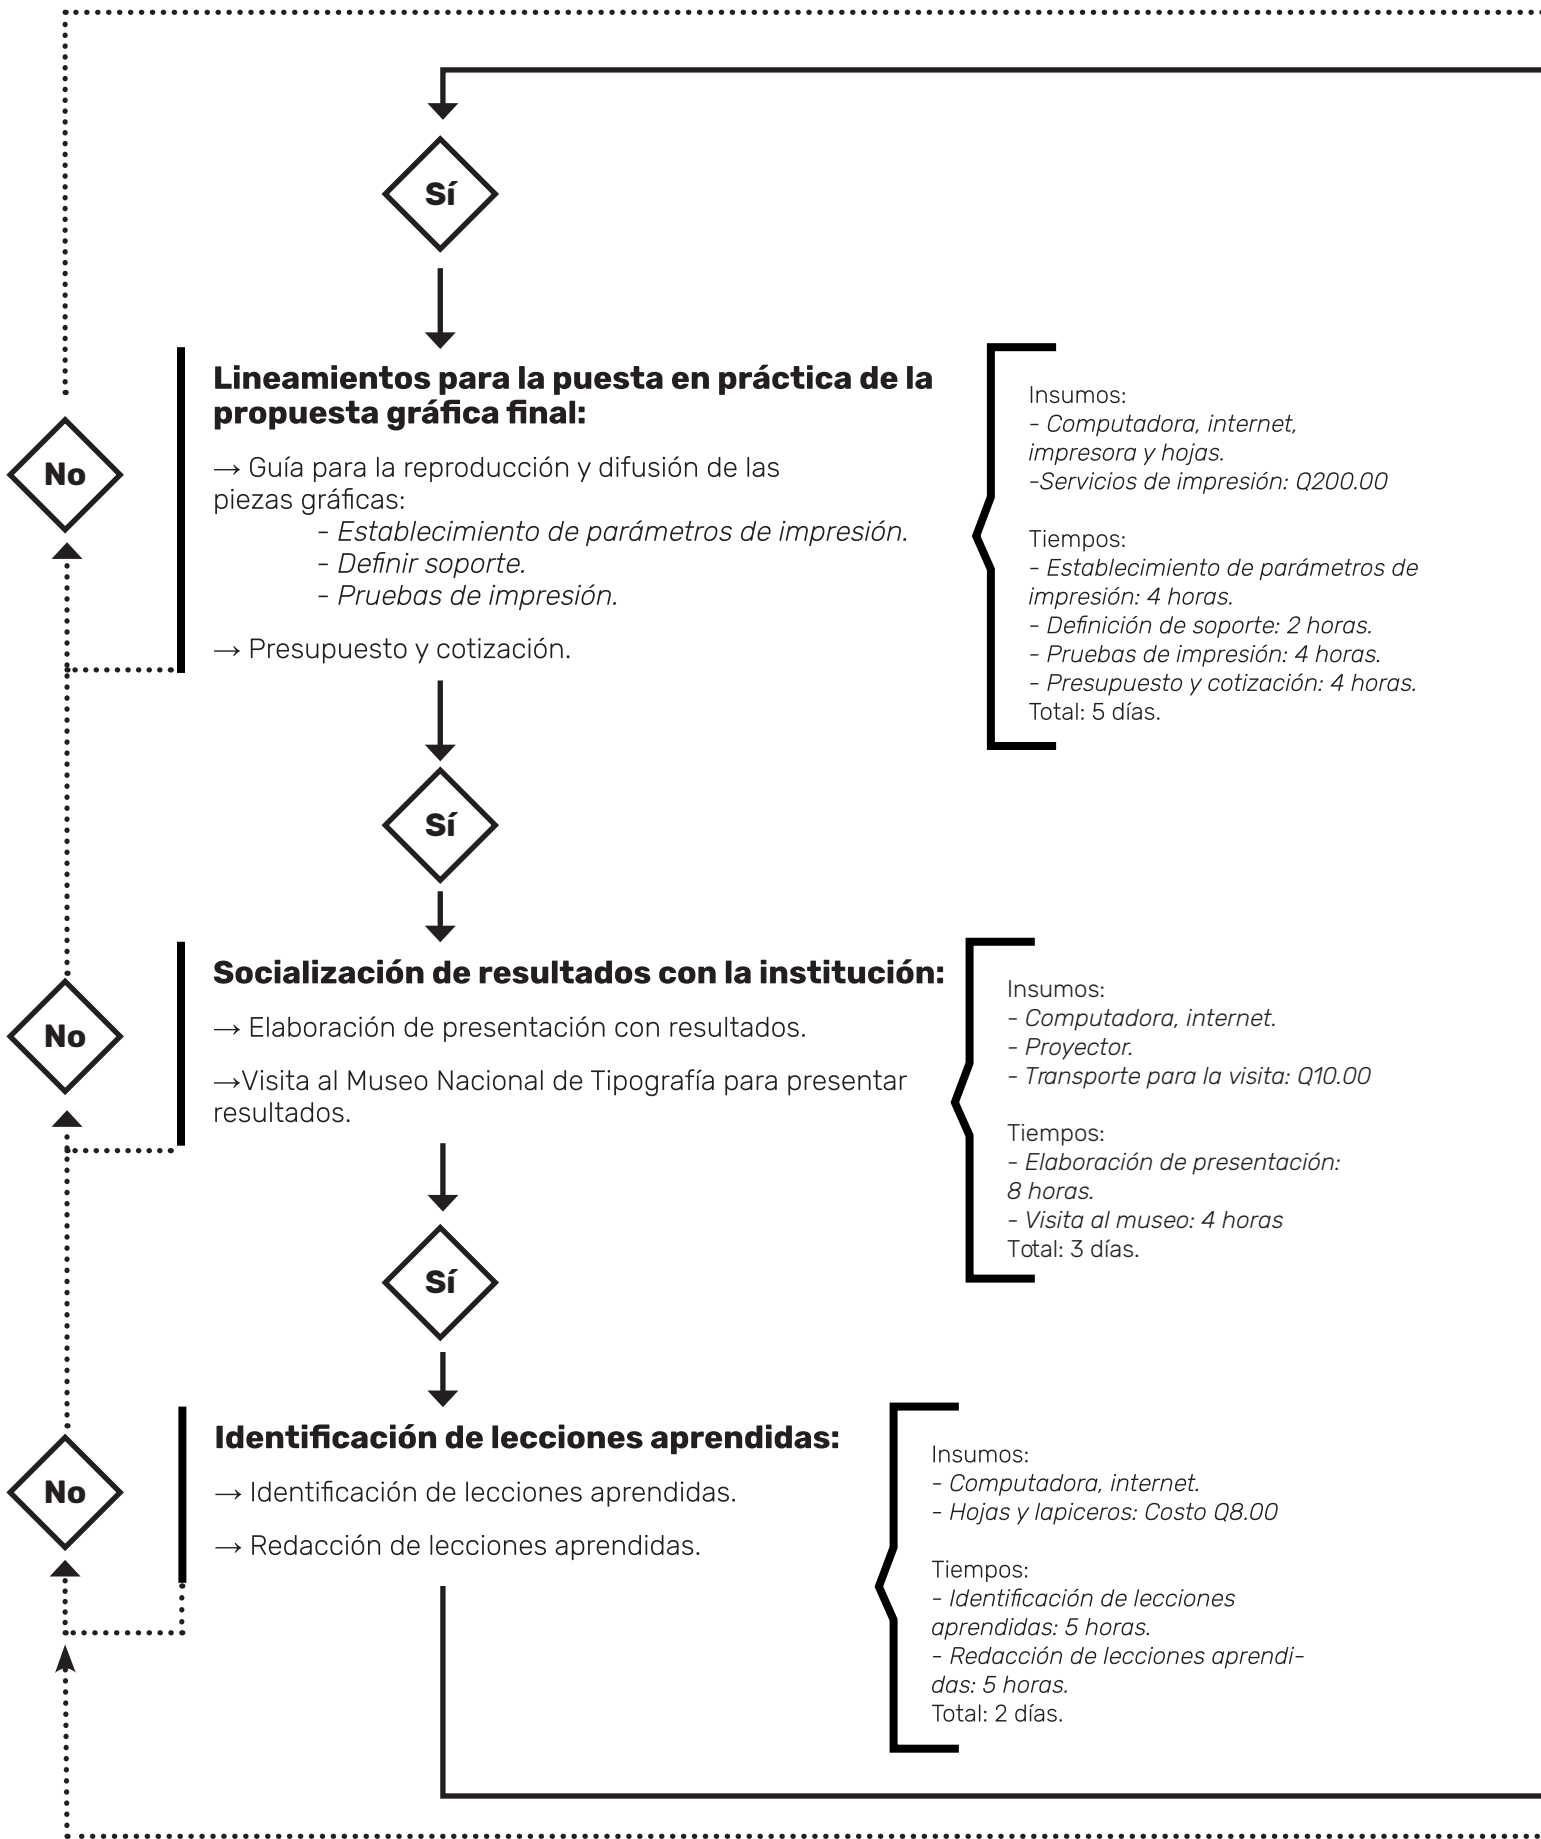 Sí
Lineamientos para la puesta en práctica de la
propuesta gráfica final:
→ Guía para la reproducción y difusión de las
piezas gráficas:
- Establecimiento de parámetros de impresión.
- Definir soporte.
- Pruebas de impresión.
→ Presupuesto y cotización.
Insumos:
- Computadora, internet,
impresora y hojas.
-Servicios de impresión: Q200.00
Tiempos:
- Establecimiento de parámetros de
impresión: 4 horas.
- Definición de soporte: 2 horas.
- Pruebas de impresión: 4 horas.
- Presupuesto y cotización: 4 horas.
Total: 5 días.
No
Sí
Socialización de resultados con la institución:
→ Elaboración de presentación con resultados.
→Visita al Museo Nacional de Tipografía para presentar
resultados.
Insumos:
- Computadora, internet.
- Proyector.
- Transporte para la visita: Q10.00
Tiempos:
- Elaboración de presentación:
8 horas.
- Visita al museo: 4 horas
Total: 3 días.
No
Sí
Identificación de lecciones aprendidas:
→ Identificación de lecciones aprendidas.
→ Redacción de lecciones aprendidas.
Insumos:
- Computadora, internet.
- Hojas y lapiceros: Costo Q8.00
Tiempos:
- Identificación de lecciones
aprendidas: 5 horas.
- Redacción de lecciones aprendi-
das: 5 horas.
Total: 2 días.
No